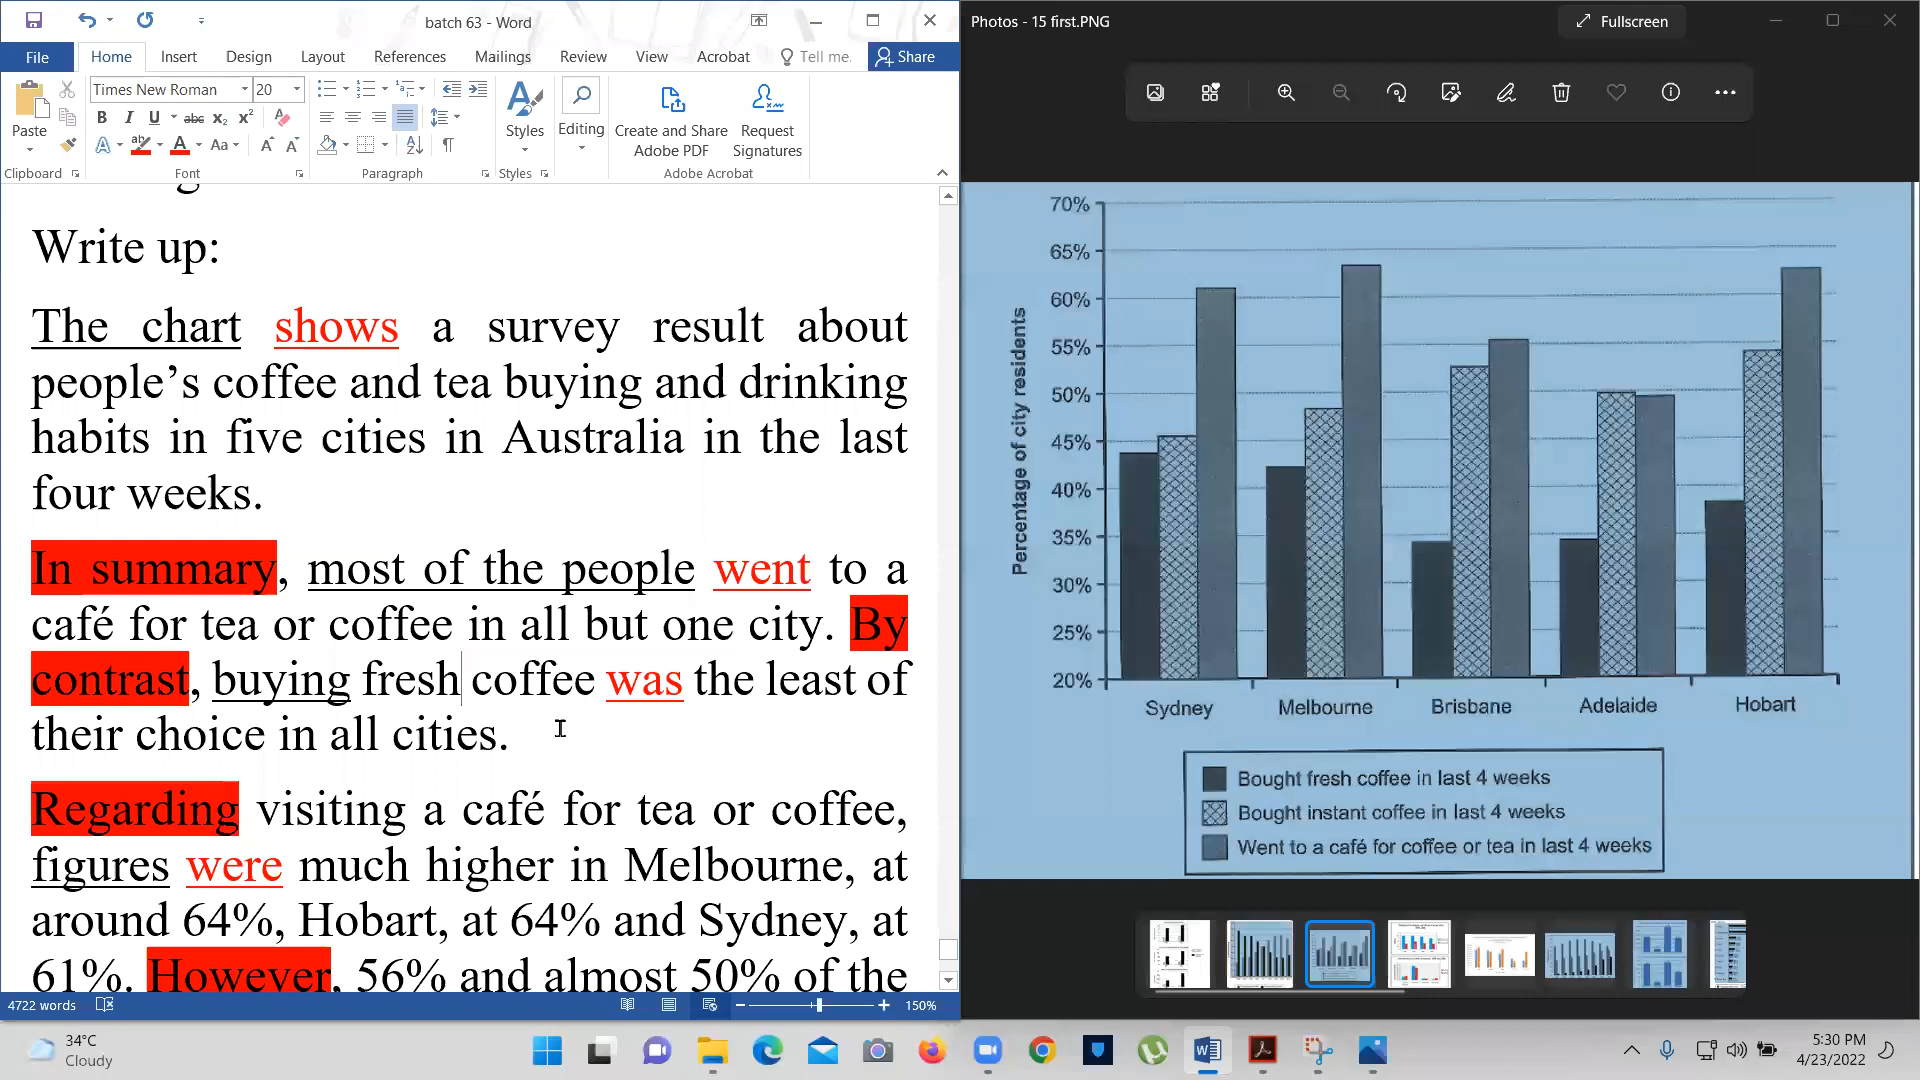 batch 63 - Word
File
Home
Insert
Design
Layout
References
Mailings
Review
View
Acrobat
Tell me.
Share
Paste
Times New Roman
20
B I U abc x₂ x²
A A Aa A A
Styles
Editing
Create and Share
Adobe PDF
Request
Signatures
Clipboard
Font
Paragraph
Styles
Adobe Acrobat
Write up:
The chart shows a survey result about
people’s coffee and tea buying and drinking
habits in five cities in Australia in the last
four weeks.
In summary, most of the people went to a
café for tea or coffee in all but one city. By
contrast, buying fresh coffee was the least of
their choice in all cities.
Regarding visiting a café for tea or coffee,
figures were much higher in Melbourne, at
around 64%, Hobart, at 64% and Sydney, at
61%. However, 56% and almost 50% of the
4722 words
150%
Photos - 15 first.PNG
Fullscreen
Percentage of city residents
70%
65%
60%
55%
50%
45%
40%
35%
30%
25%
20%
Sydney
Melbourne
Brisbane
Adelaide
Hobart
Bought fresh coffee in last 4 weeks
Bought instant coffee in last 4 weeks
Went to a café for coffee or tea in last 4 weeks
34°C
Cloudy
5:30 PM
4/23/2022